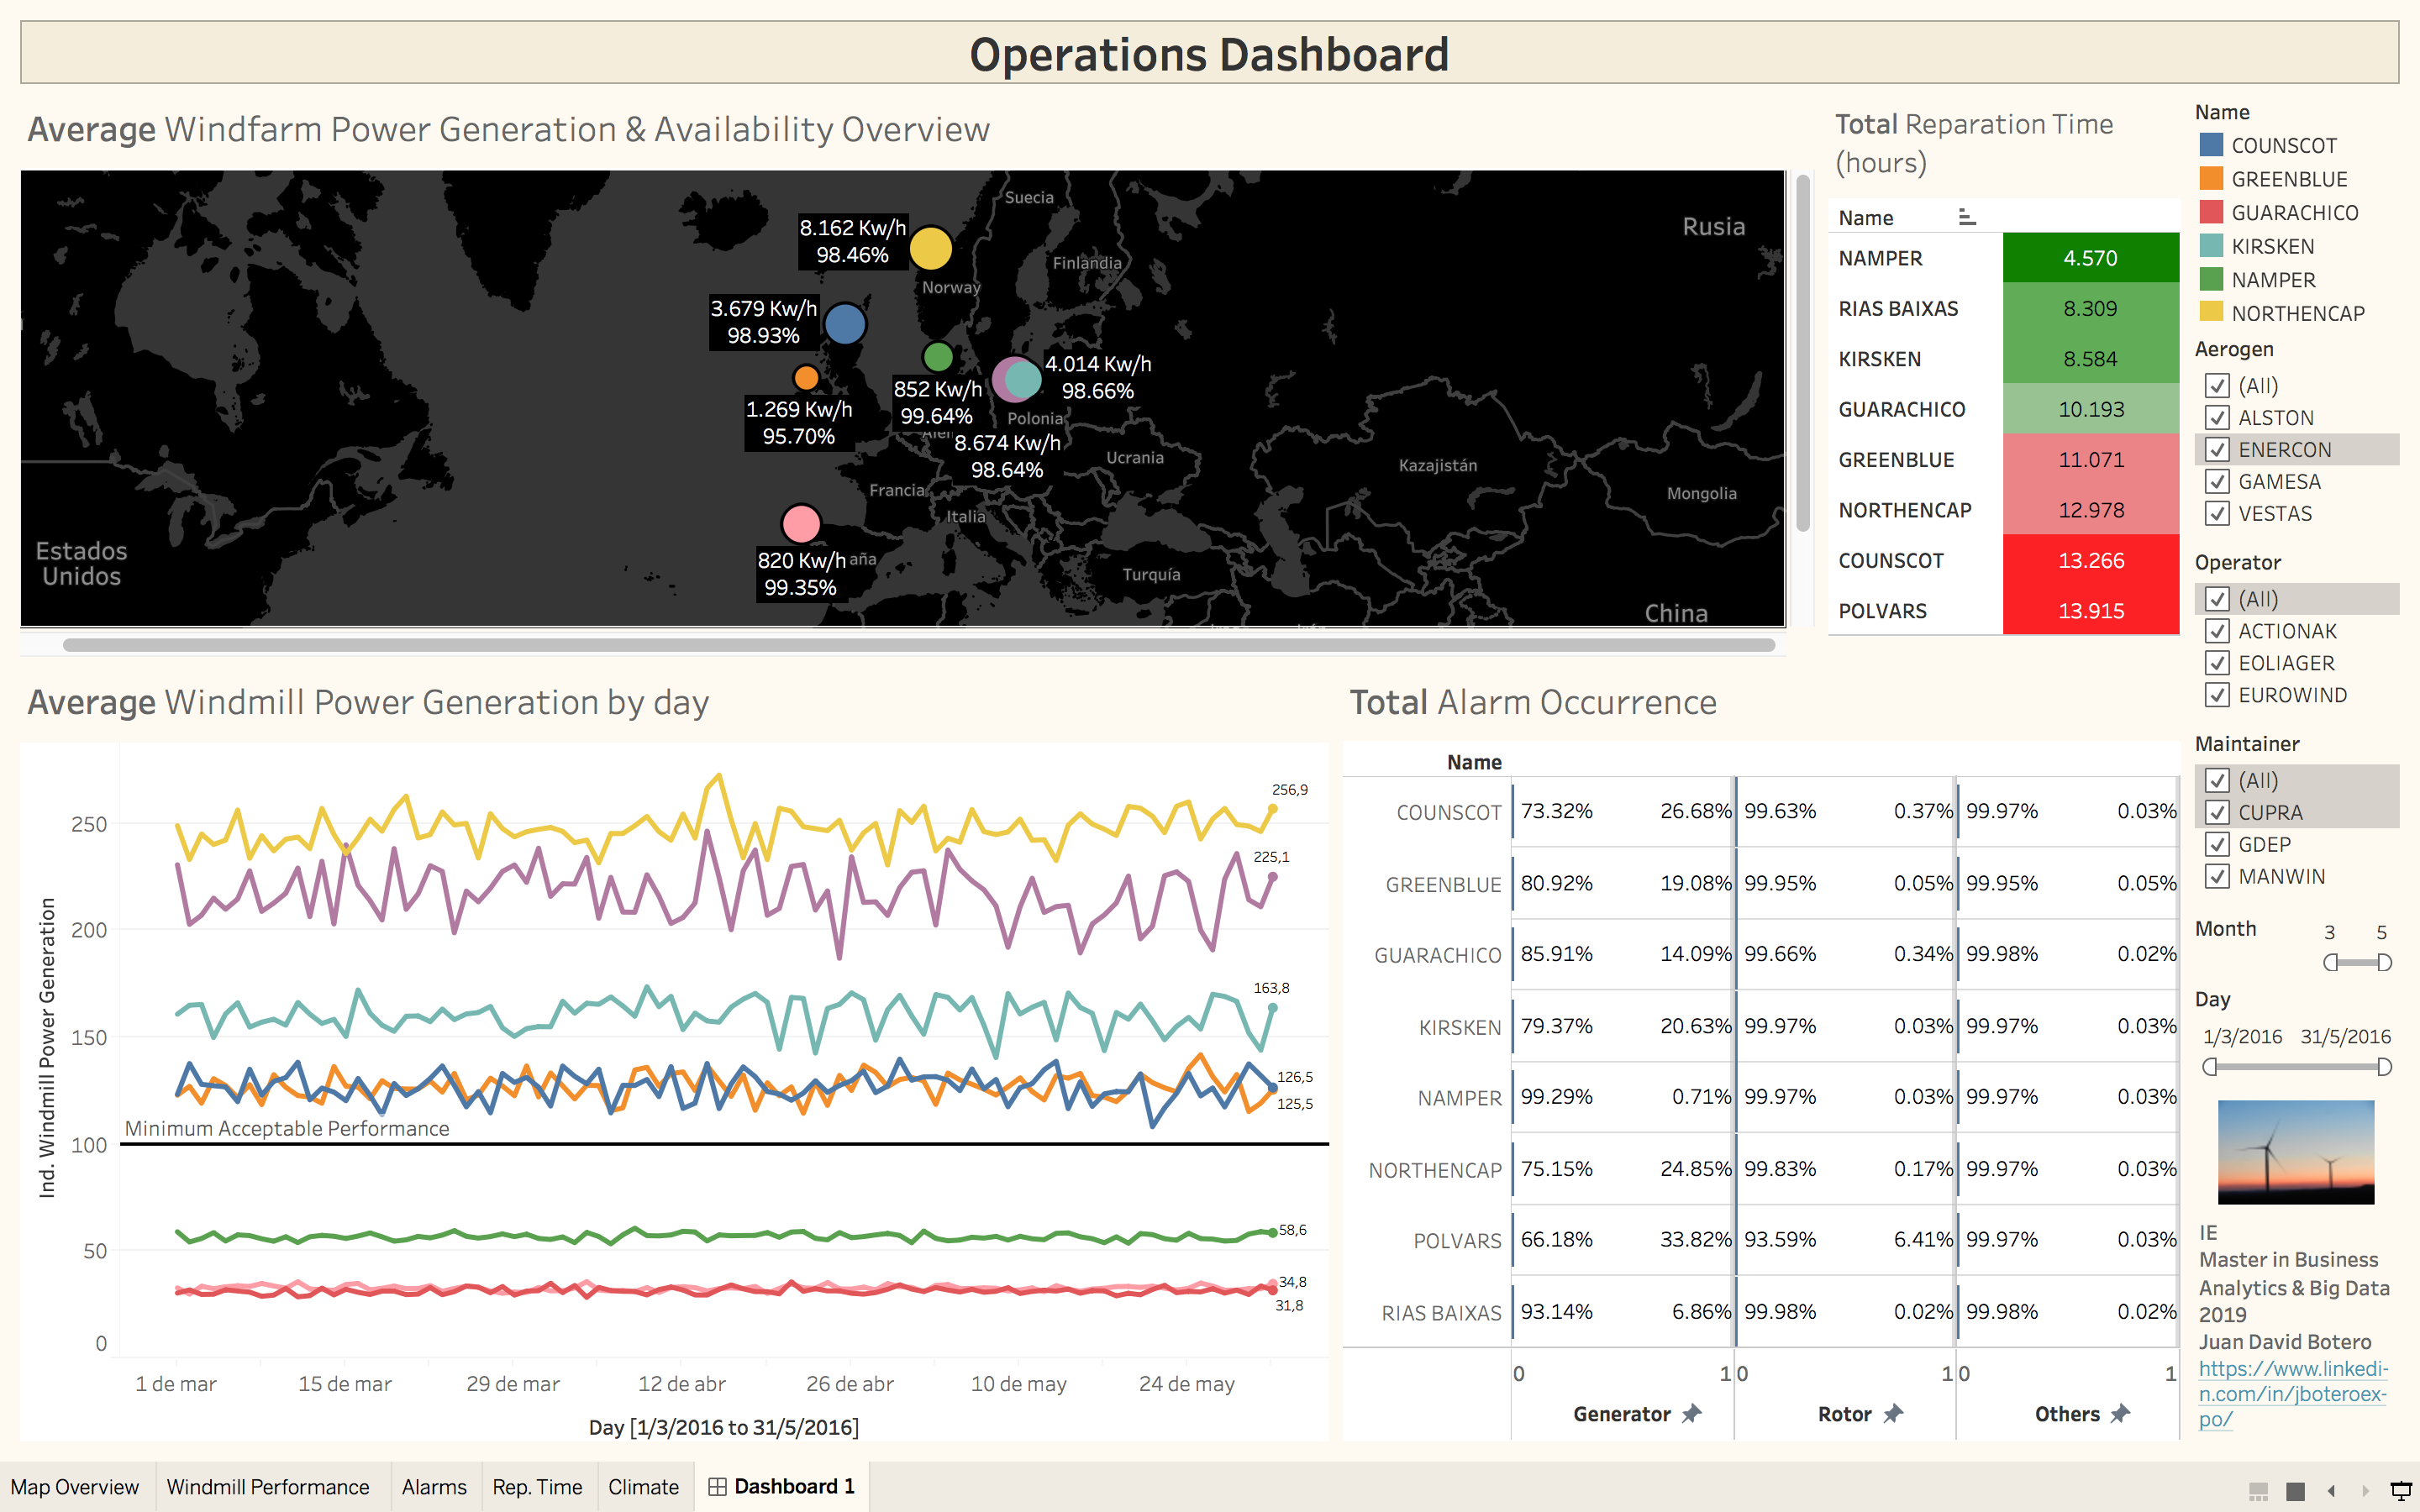 Operations Dashboard
Average Windfarm Power Generation & Availability Overview
Suecia
Rusia
8.162 Kw/h
98.46%
Finlandia
Norway
3.679 Kw/h
98.93%
4.014 Kw/h
98.66%
852 Kw/h
99.64%
1.269 Kw/h
95.70%
Polonia
8.674 Kw/h
98.64%
Ucrania
Kazajistán
Francia
Mongolia
Italia
Estados
Unidos
820 Kw/h
aña
99.35%
Turquía
China
Total Reparation Time
(hours)
Name
NAMPER 4.570
RIAS BAIXAS 8.309
KIRSKEN 8.584
GUARACHICO 10.193
GREENBLUE 11.071
NORTHENCAP 12.978
COUNSCOT 13.266
POLVARS 13.915
Name
COUNSCOT
GREENBLUE
GUARACHICO
KIRSKEN
NAMPER
NORTHENCAP
Aerogen
(All)
ALSTON
ENERCON
GAMESA
VESTAS
Operator
(All)
ACTIONAK
EOLIAGER
EUROWIND
Maintainer
(All)
CUPRA
GDEP
MANWIN
Month
3 5
Day
1/3/2016 31/5/2016
IE
Master in Business
Analytics & Big Data
2019
Juan David Botero
https://www.linkedi-
n.com/in/jboteroex-
po/
Average Windmill Power Generation by day
Ind. Windmill Power Generation
250
200
150
100
50
0
256,9
225,1
163,8
126,5
125,5
Minimum Acceptable Performance
58,6
34,8
31,8
1 de mar 15 de mar 29 de mar 12 de abr 26 de abr 10 de may 24 de may
Day [1/3/2016 to 31/5/2016]
Total Alarm Occurrence
Name
COUNSCOT 73.32% 26.68% 99.63% 0.37% 99.97% 0.03%
GREENBLUE 80.92% 19.08% 99.95% 0.05% 99.95% 0.05%
GUARACHICO 85.91% 14.09% 99.66% 0.34% 99.98% 0.02%
KIRSKEN 79.37% 20.63% 99.97% 0.03% 99.97% 0.03%
NAMPER 99.29% 0.71% 99.97% 0.03% 99.97% 0.03%
NORTHENCAP 75.15% 24.85% 99.83% 0.17% 99.97% 0.03%
POLVARS 66.18% 33.82% 93.59% 6.41% 99.97% 0.03%
RIAS BAIXAS 93.14% 6.86% 99.98% 0.02% 99.98% 0.02%
0 1 0 1 0 1
Generator Rotor Others
Map Overview Windmill Performance Alarms Rep. Time Climate Dashboard 1